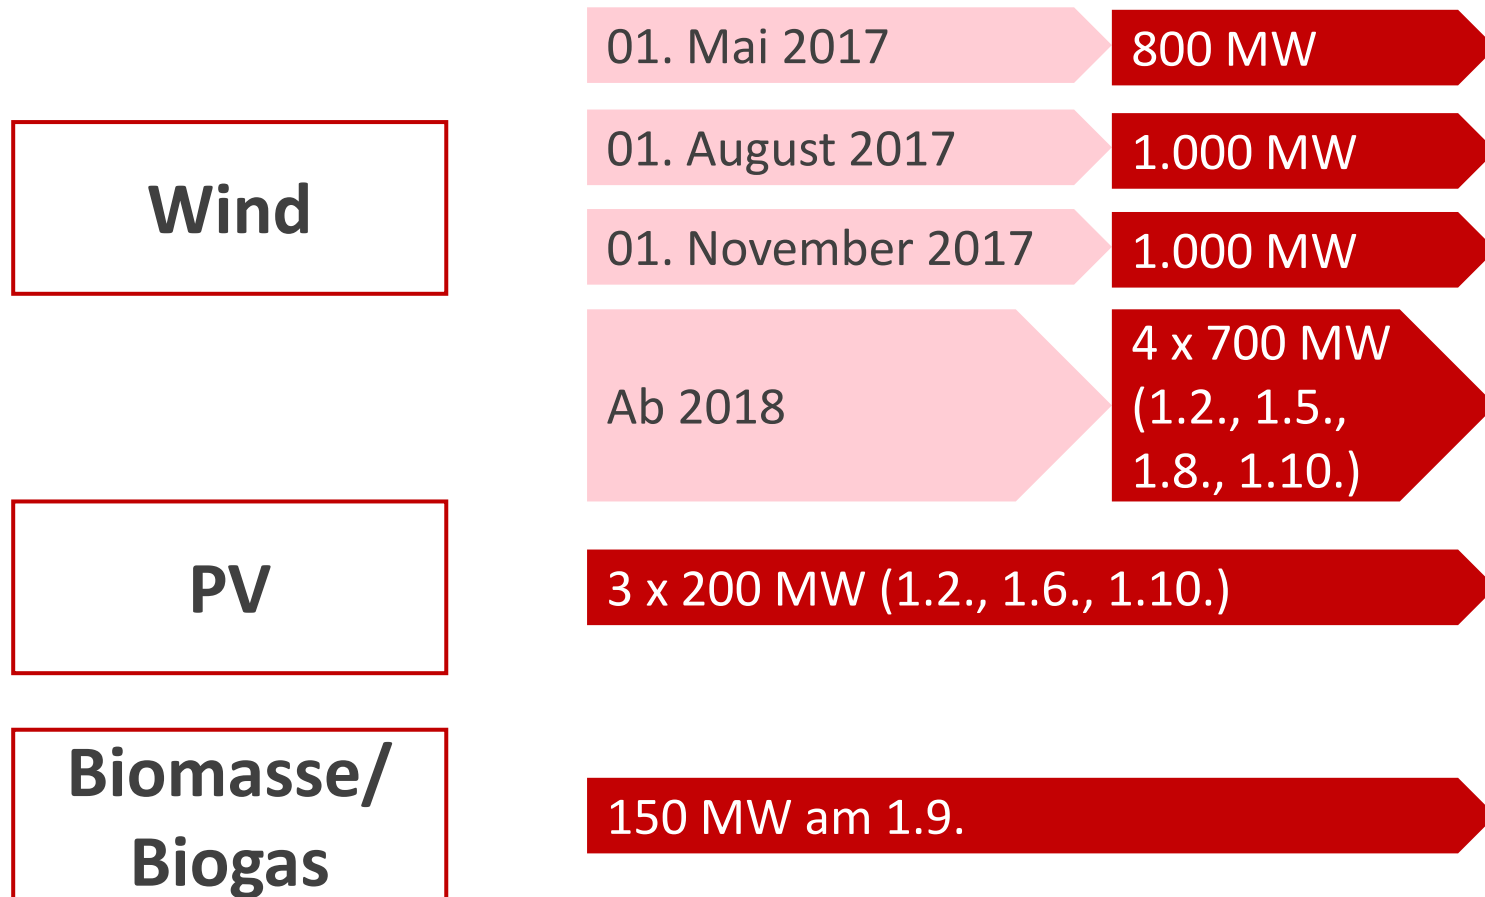 Wind
01. Mai 2017
800 MW
01. August 2017
1.000 MW
01. November 2017
1.000 MW
Ab 2018
4 x 700 MW
(1.2., 1.5.,
1.8., 1.10.)
PV
3 x 200 MW (1.2., 1.6., 1.10.)
Biomasse/
Biogas
150 MW am 1.9.